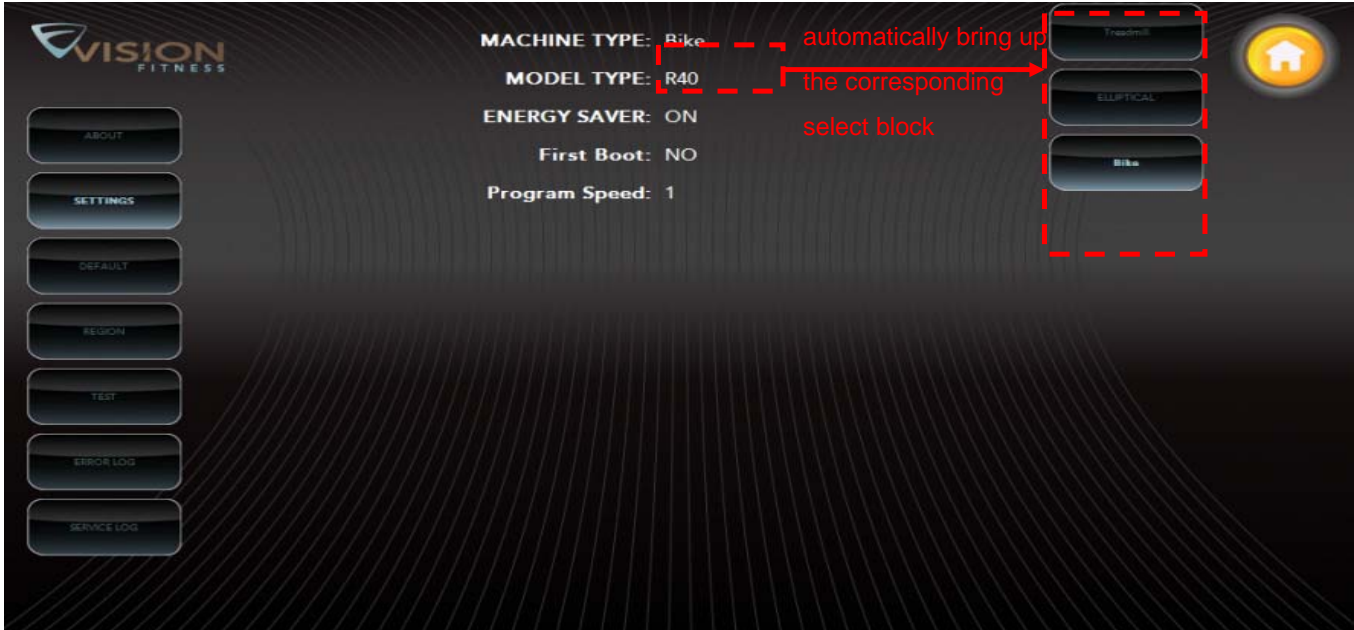 VISION
FITNESS
MACHINE TYPE: Bike
MODEL TYPE: R40
ENERGY SAVER: ON
First Boot: NO
Program Speed: 1
automatically bring up
the corresponding
select block
Treadmill
ELLIPTICAL
Bike
ABOUT
SETTINGS
DEFAULT
REGION
TEST
ERROR LOG
SERVICE LOG